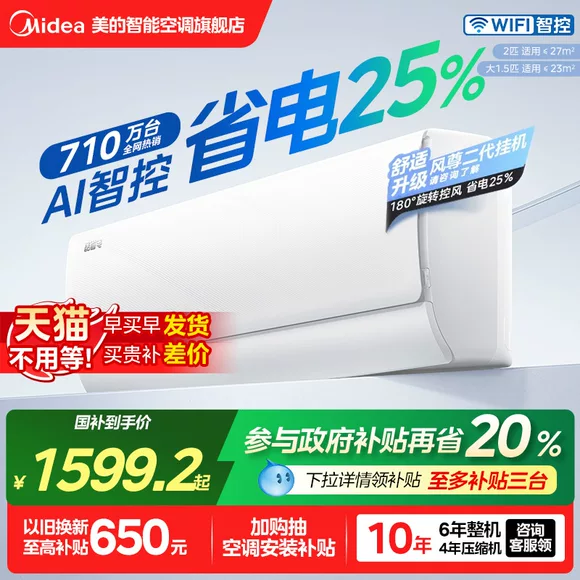 Midea 美的智能空调旗舰店
WIFI智控
2匹 适用 ≤ 27m²
大1.5匹 适用 ≤ 23m²
710万台
全网热销
省电25%
AI智控
舒适升级
风尊二代挂机
请咨询了解
180°旋转控风 省电25%
天猫
不用等!
早买早发货
买贵补差价
国补到手价
¥1599.2起
参与政府补贴再省20%
下拉详情领补贴 至多补贴三台
以旧换新
至高补贴650元
加购抽
空调安装补贴
10年
6年整机
4年压缩机
咨询
客服领